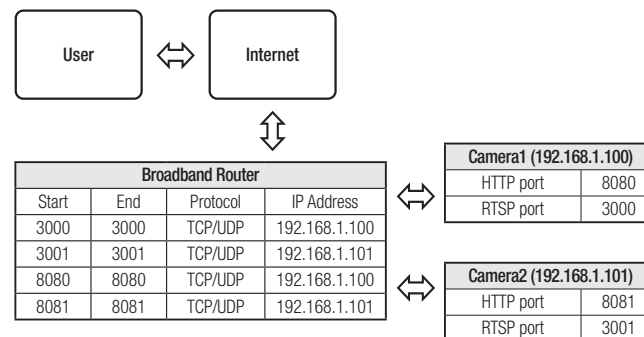 User
Internet
Broadband Router
Start End Protocol IP Address
3000 3000 TCP/UDP 192.168.1.100
3001 3001 TCP/UDP 192.168.1.101
8080 8080 TCP/UDP 192.168.1.100
8081 8081 TCP/UDP 192.168.1.101
Camera1 (192.168.1.100)
HTTP port 8080
RTSP port 3000
Camera2 (192.168.1.101)
HTTP port 8081
RTSP port 3001